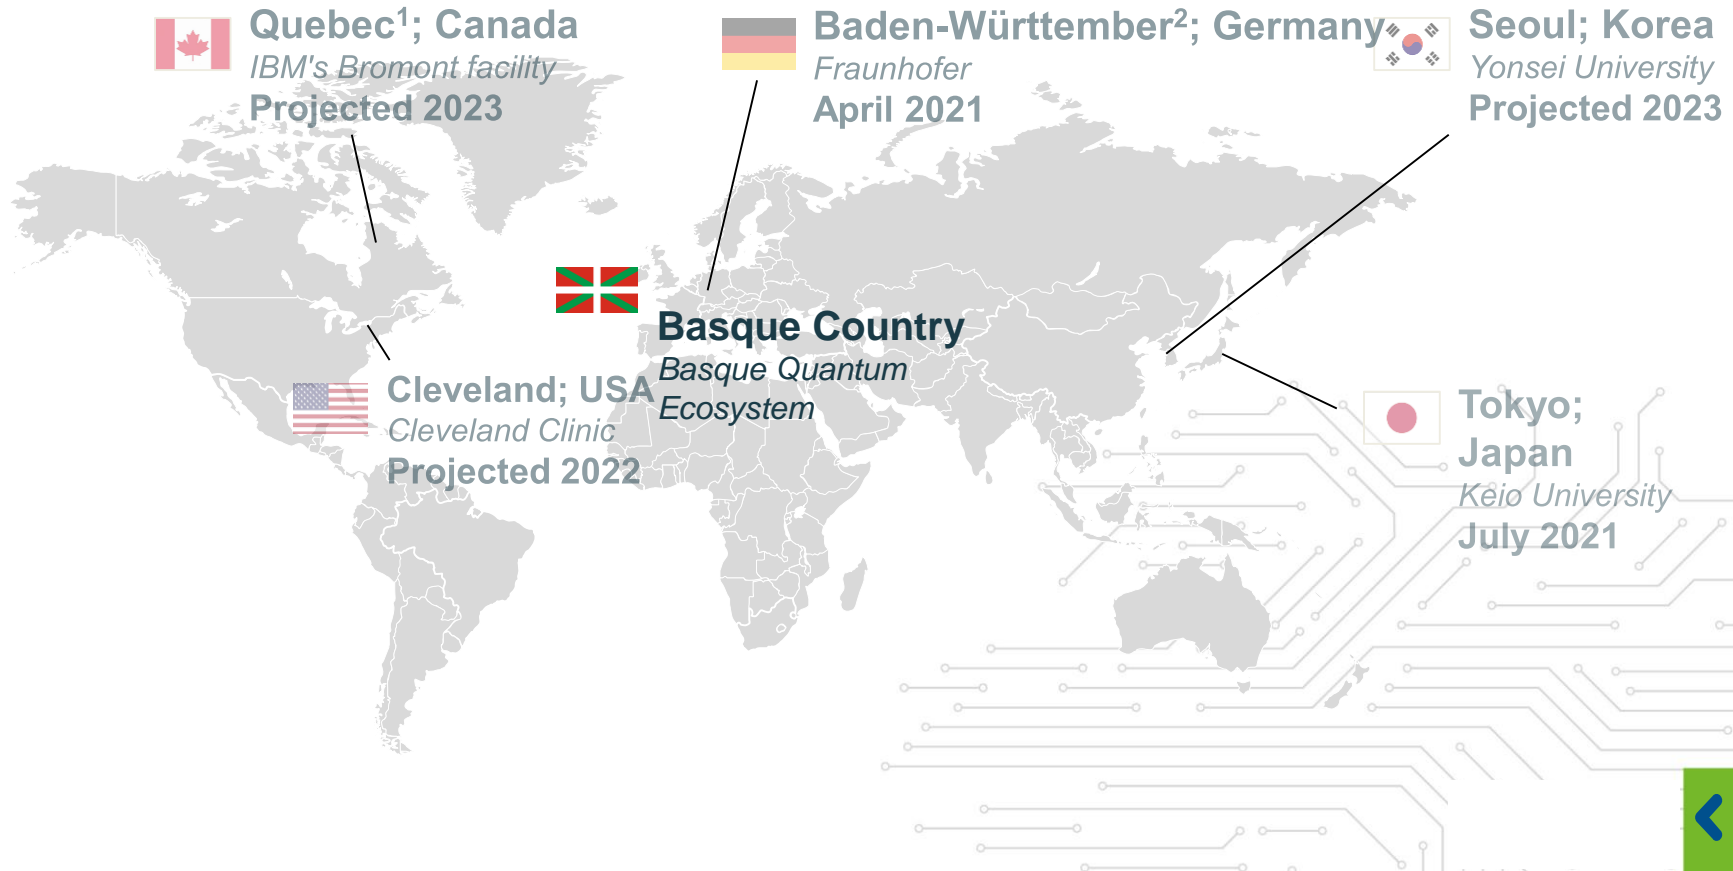 Quebec¹; Canada
IBM's Bromont facility
Projected 2023
Baden-Württember²; Germany
Fraunhofer
April 2021
Seoul; Korea
Yonsei University
Projected 2023
Basque Country
Basque Quantum
Ecosystem
Cleveland; USA
Cleveland Clinic
Projected 2022
Tokyo;
Japan
Keio University
July 2021